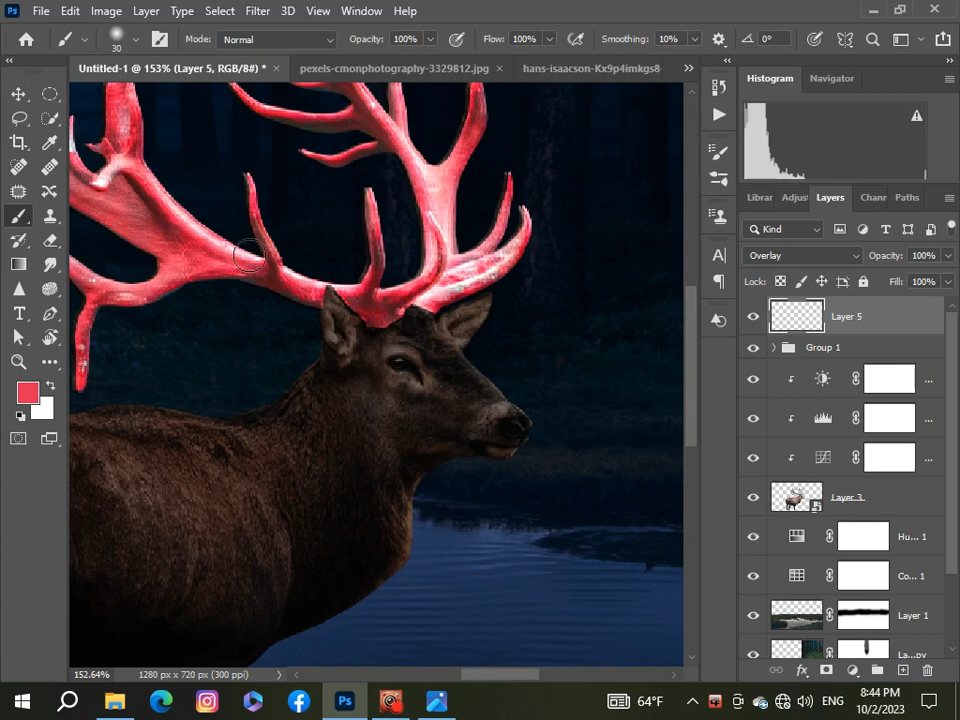 Ps File Edit Image Layer Type Select Filter 3D View Window Help
30 Mode: Normal Opacity: 100% Flow: 100% Smoothing: 10% 0°
Untitled-1 @ 153% (Layer 5, RGB/8#) * × pexels-cmonphotography-3329812.jpg × hans-isaacson-Kx9p4imkgs8-
Histogram Navigator
Librar Adjus Layers Chann Paths
Kind
Overlay Opacity: 100%
Lock: Fill: 100%
Layer 5
Group 1
...
...
...
Layer 3
Hu... 1
Co... 1
Layer 1
La...py
152.64% 1280 px x 720 px (300 ppi)
64°F ENG 8:44 PM
10/2/2023